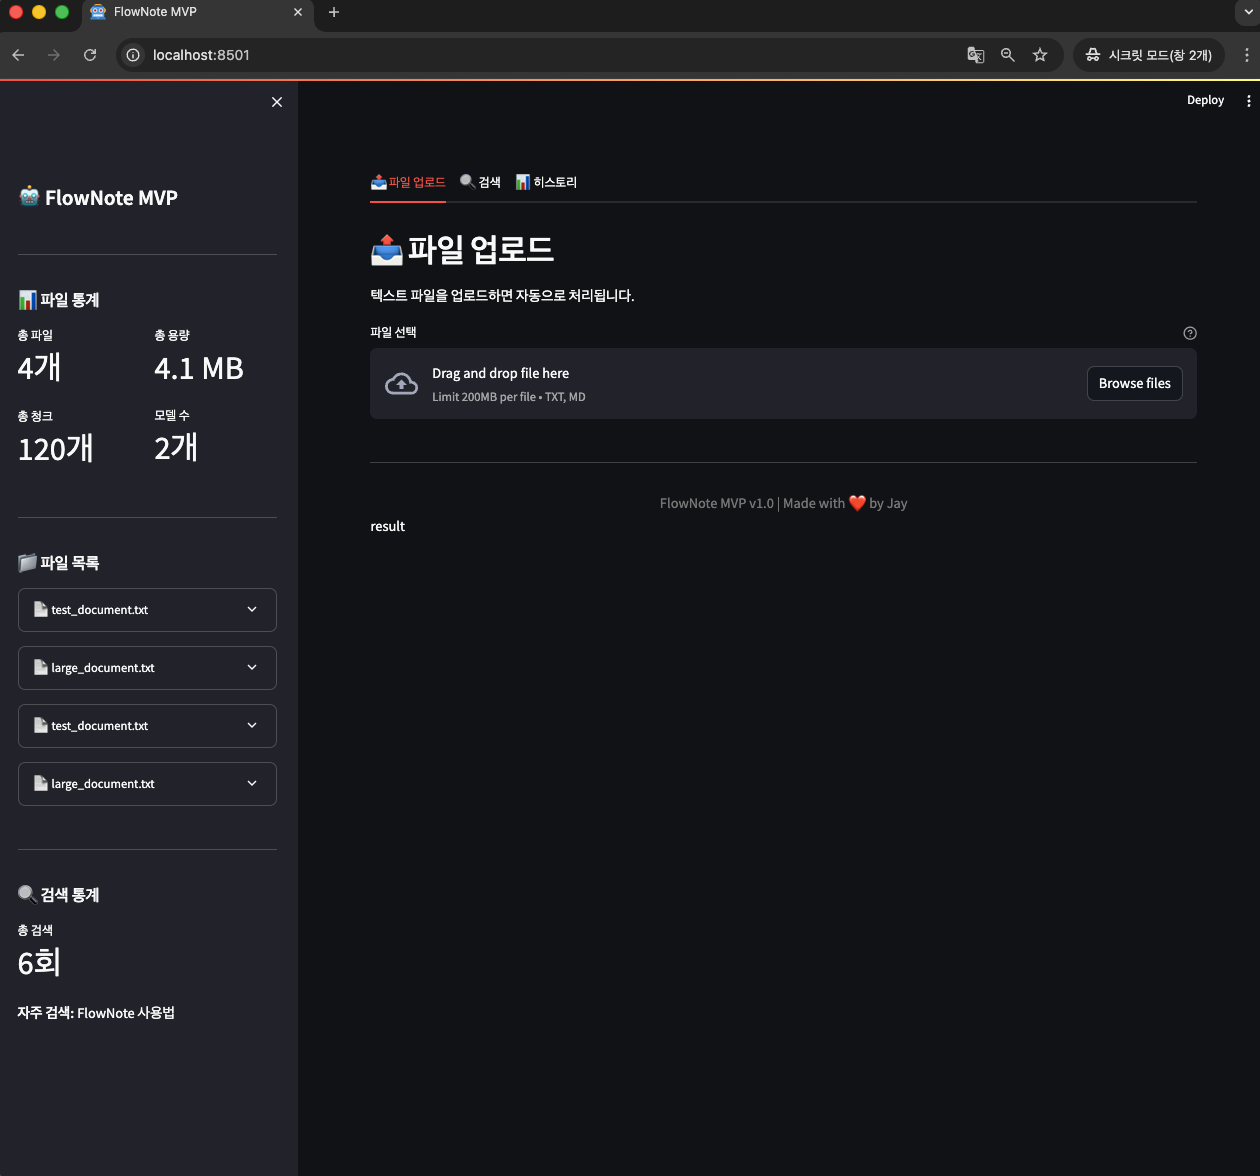 FlowNote MVP
localhost:8501
시크릿 모드(창 2개)
Deploy
FlowNote MVP
파일 통계
총 파일
총 용량
4개
4.1 MB
총 청크
모델 수
120개
2개
파일 목록
test_document.txt
large_document.txt
test_document.txt
large_document.txt
검색 통계
총 검색
6회
자주 검색: FlowNote 사용법
파일 업로드
검색
히스토리
파일 업로드
텍스트 파일을 업로드하면 자동으로 처리됩니다.
파일 선택
Drag and drop file here
Limit 200MB per file • TXT, MD
Browse files
FlowNote MVP v1.0 | Made with ❤️ by Jay
result